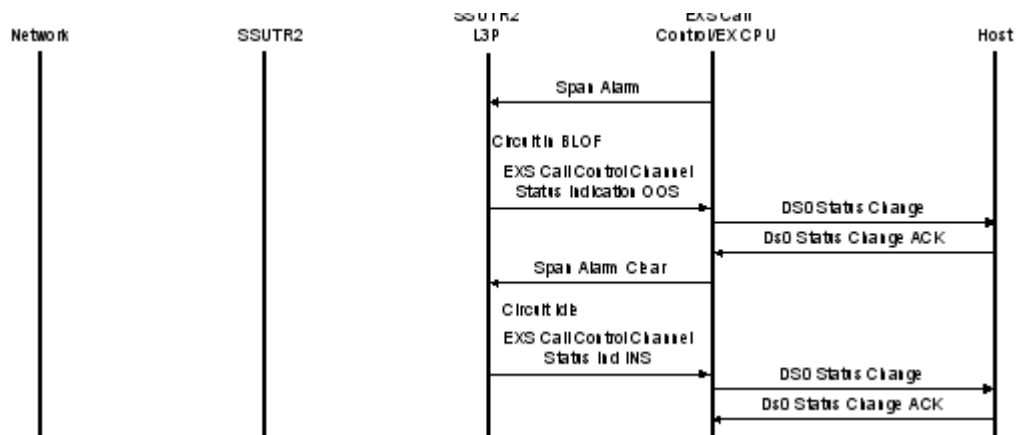 SSUTR2
EXS Call
Network
SSUTR2
L3P
Control/EX CPU
Host
Span Alarm
Circuit in BLOF
EXS Call Control Channel
Status Indication OOS
DS0 Status Change
Ds0 Status Change ACK
Span Alarm Clear
Circuit Idle
EXS Call Control Channel
Status Ind INS
DS0 Status Change
Ds0 Status Change ACK